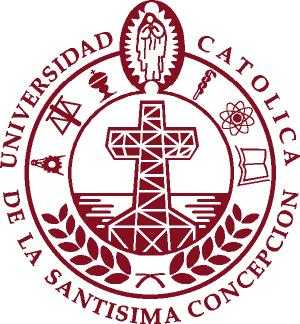 UNIVERSIDAD CATOLICA
DE LA SANTISIMA CONCEPCION